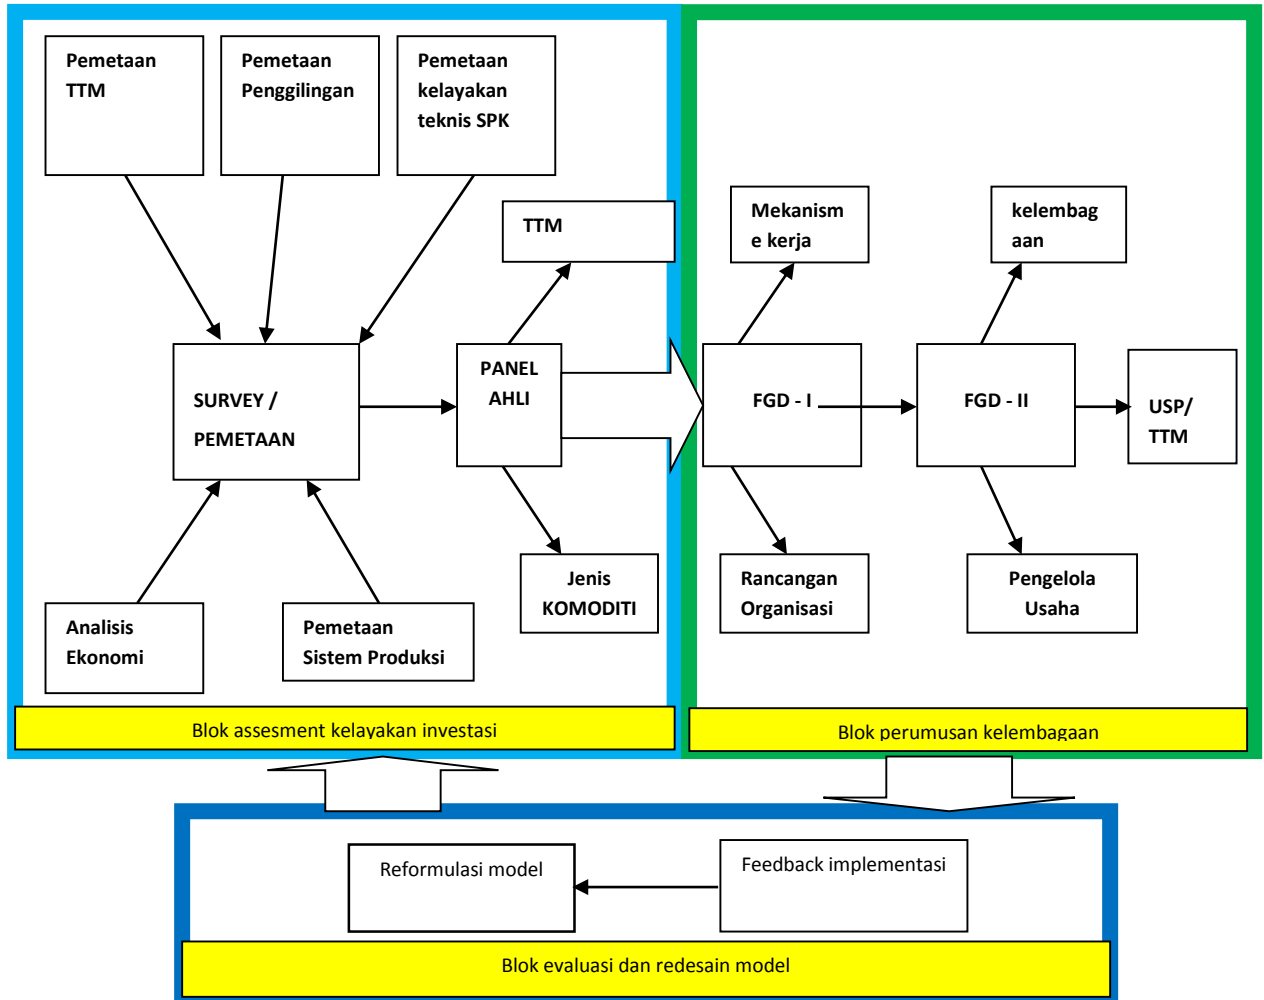 Pemetaan
TTM
Pemetaan
Penggilingan
Pemetaan
kelayakan
teknis SPK
TTM
Mekanism
e kerja
kelembag
aan
SURVEY /
PEMETAAN
PANEL
AHLI
FGD - I
FGD - II
USP/
TTM
Analisis
Ekonomi
Pemetaan
Sistem Produksi
Jenis
KOMODITI
Rancangan
Organisasi
Pengelola
Usaha
Blok assesment kelayakan investasi
Blok perumusan kelembagaan
Reformulasi model
Feedback implementasi
Blok evaluasi dan redesain model